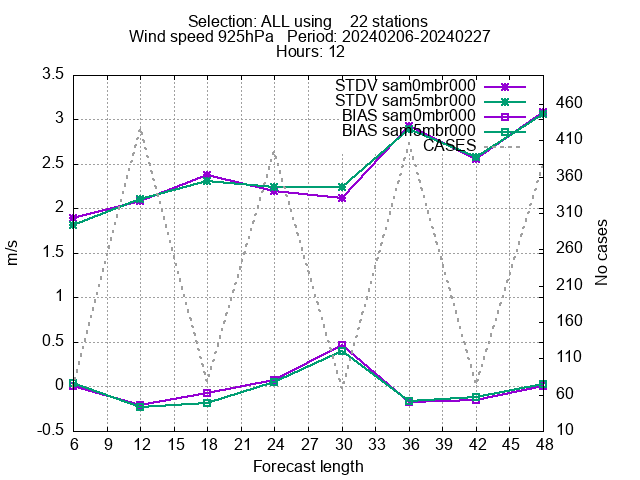 Selection: ALL using    22 stations
Wind speed 925hPa   Period: 20240206-20240227
Hours: 12
STDV sam0mbr000
STDV sam5mbr000
BIAS sam0mbr000
BIAS sam5mbr000
CASES
3.5
3
2.5
2
1.5
1
0.5
0
-0.5
m/s
460
410
360
310
260
210
160
110
60
10
No cases
6 9 12 15 18 21 24 27 30 33 36 39 42 45 48
Forecast length